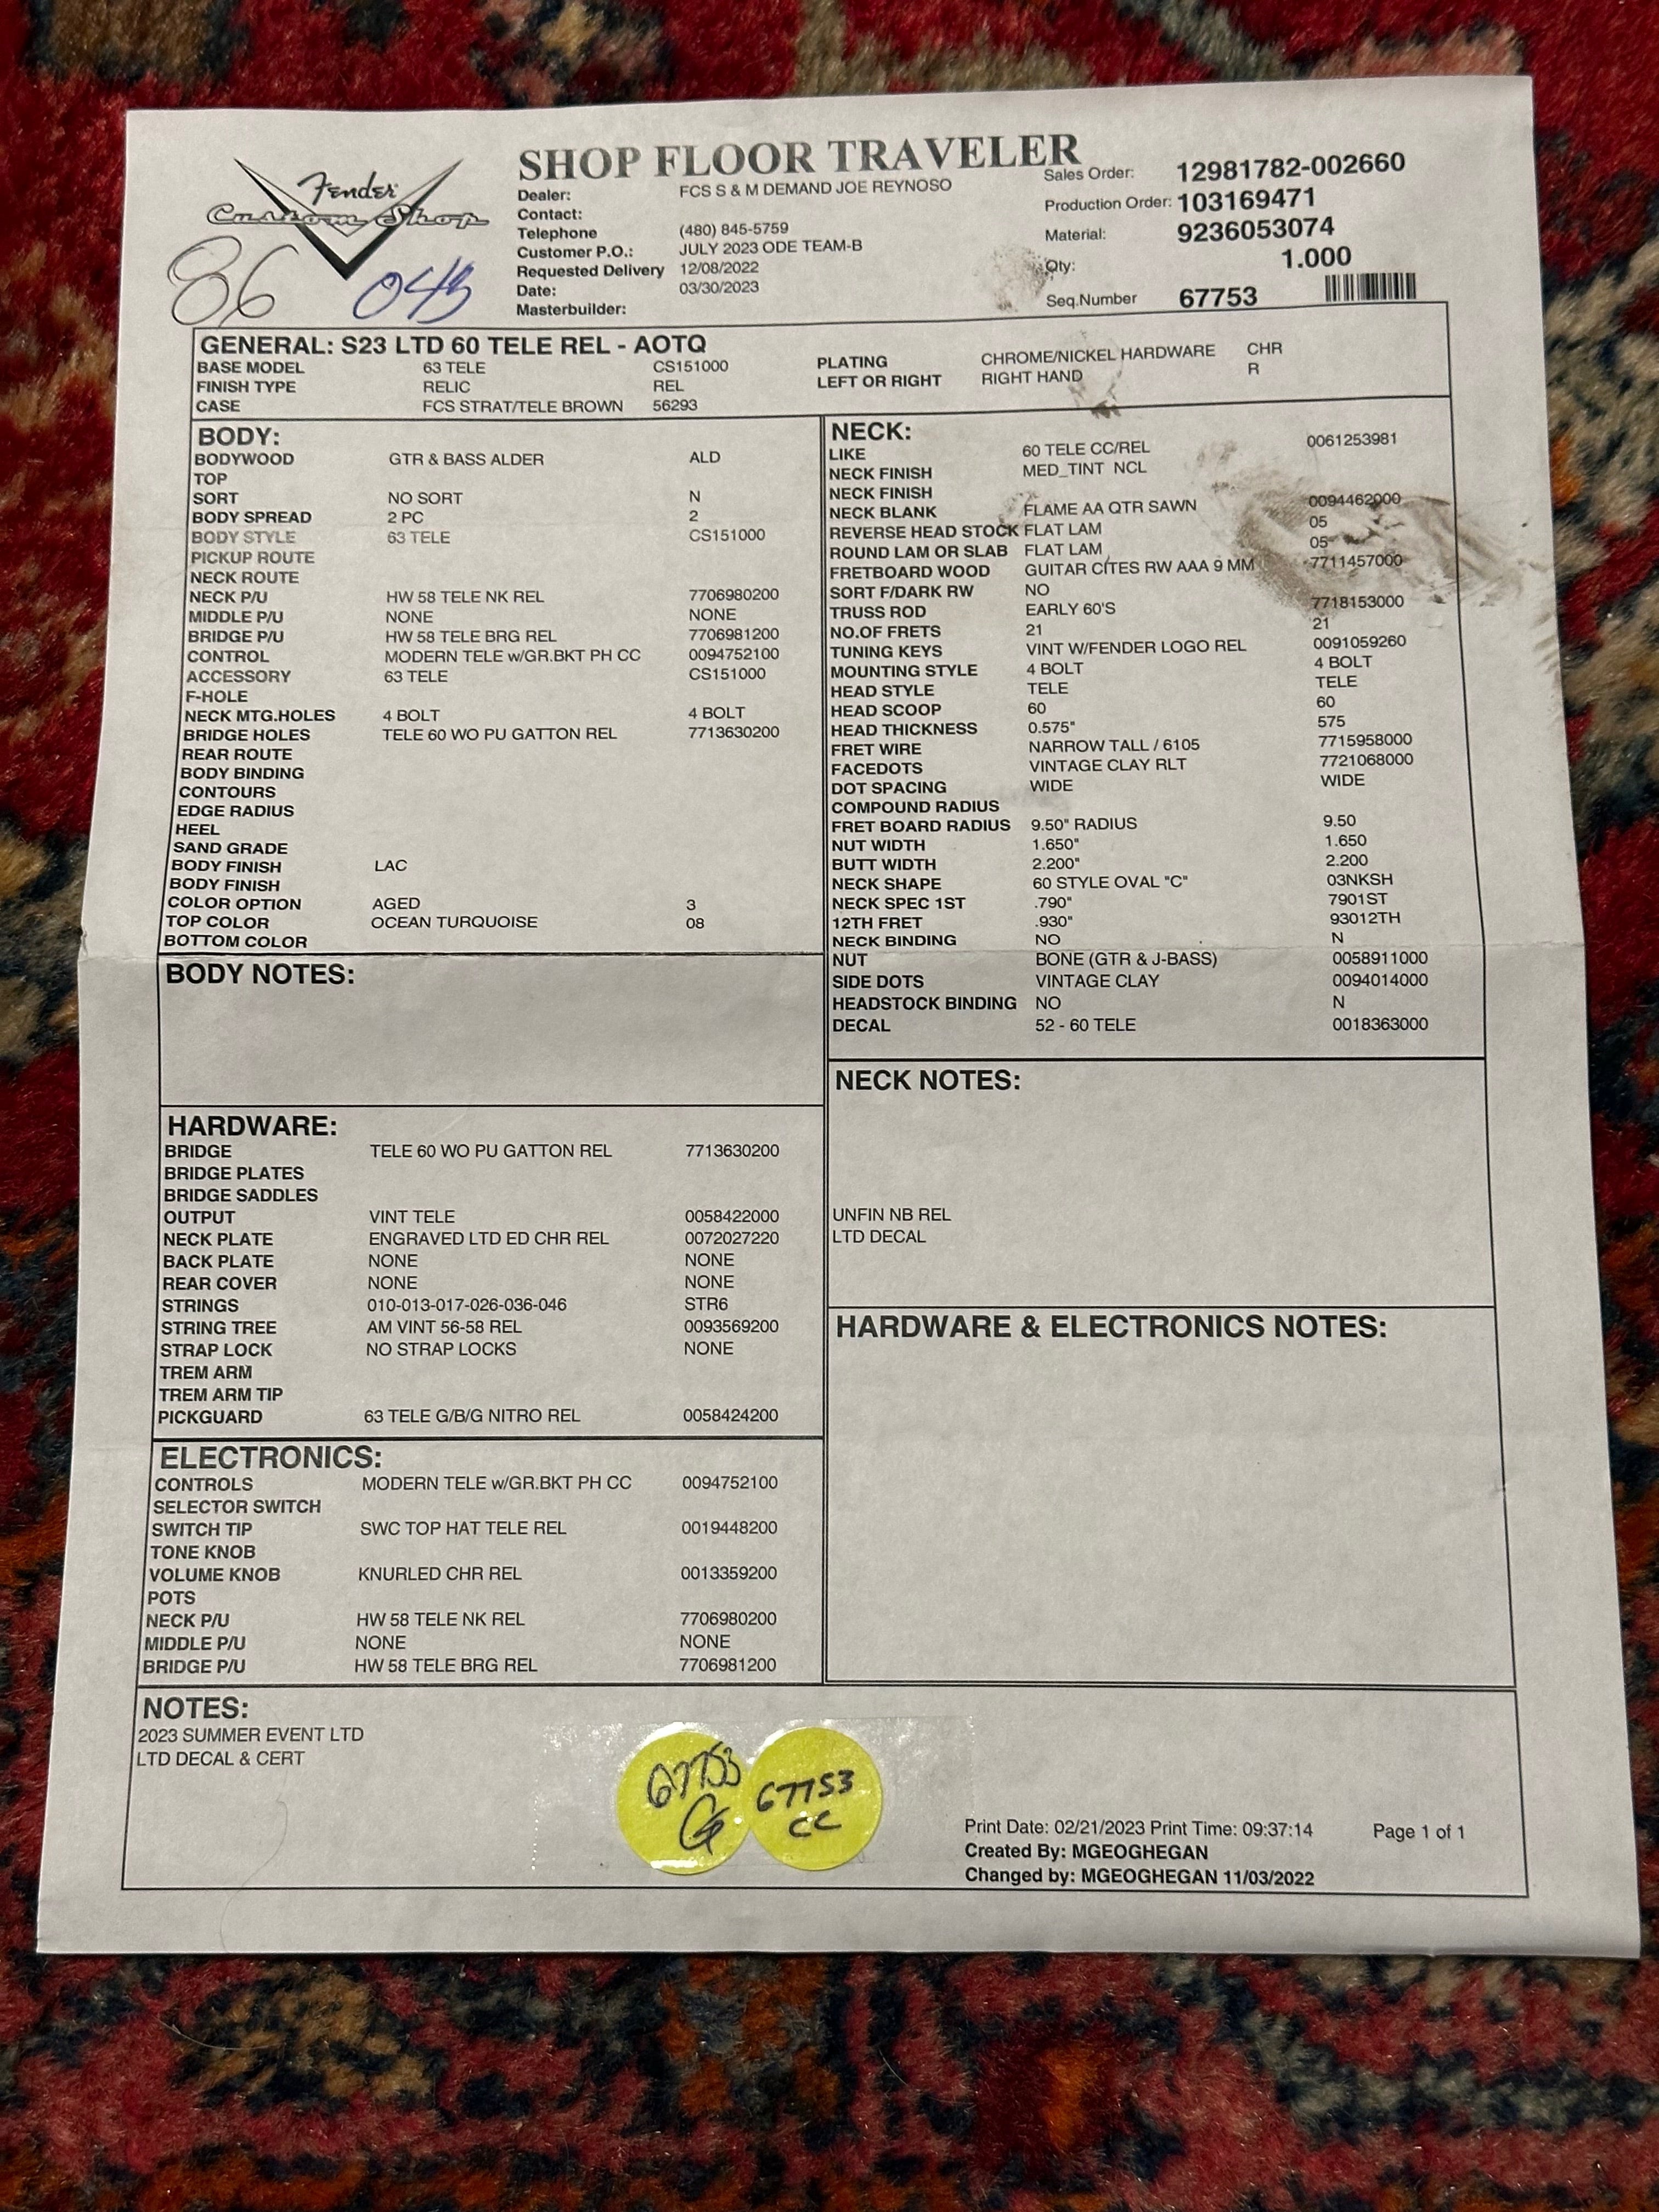 Fender
Custom Shop
86 043
SHOP FLOOR TRAVELER
Dealer: FCS S & M DEMAND JOE REYNOSO
Contact:
Telephone (480) 845-5759
Customer P.O.: JULY 2023 ODE TEAM-B
Requested Delivery 12/08/2022
Date: 03/30/2023
Masterbuilder:
Sales Order: 12981782-002660
Production Order: 103169471
Material: 9236053074
Qty: 1.000
Seq.Number 67753
GENERAL: S23 LTD 60 TELE REL - AOTQ
BASE MODEL 63 TELE CS151000
FINISH TYPE RELIC REL
CASE FCS STRAT/TELE BROWN 56293
PLATING CHROME/NICKEL HARDWARE CHR
LEFT OR RIGHT RIGHT HAND R
BODY:
BODYWOOD GTR & BASS ALDER ALD
TOP
SORT NO SORT N
BODY SPREAD 2 PC 2
BODY STYLE 63 TELE CS151000
PICKUP ROUTE
NECK ROUTE
NECK P/U HW 58 TELE NK REL 7706980200
MIDDLE P/U NONE NONE
BRIDGE P/U HW 58 TELE BRG REL 7706981200
CONTROL MODERN TELE w/GR.BKT PH CC 0094752100
ACCESSORY 63 TELE CS151000
F-HOLE
NECK MTG.HOLES 4 BOLT 4 BOLT
BRIDGE HOLES TELE 60 WO PU GATTON REL 7713630200
REAR ROUTE
BODY BINDING
CONTOURS
EDGE RADIUS
HEEL
SAND GRADE
BODY FINISH LAC
BODY FINISH
COLOR OPTION AGED 3
TOP COLOR OCEAN TURQUOISE 08
BOTTOM COLOR
BODY NOTES:
HARDWARE:
BRIDGE TELE 60 WO PU GATTON REL 7713630200
BRIDGE PLATES
BRIDGE SADDLES
OUTPUT VINT TELE 0058422000
NECK PLATE ENGRAVED LTD ED CHR REL 0072027220
BACK PLATE NONE NONE
REAR COVER NONE NONE
STRINGS 010-013-017-026-036-046 STR6
STRING TREE AM VINT 56-58 REL 0093569200
STRAP LOCK NO STRAP LOCKS NONE
TREM ARM
TREM ARM TIP
PICKGUARD 63 TELE G/B/G NITRO REL 0058424200
ELECTRONICS:
CONTROLS MODERN TELE w/GR.BKT PH CC 0094752100
SELECTOR SWITCH
SWITCH TIP SWC TOP HAT TELE REL 0019448200
TONE KNOB
VOLUME KNOB KNURLED CHR REL 0013359200
POTS
NECK P/U HW 58 TELE NK REL 7706980200
MIDDLE P/U NONE NONE
BRIDGE P/U HW 58 TELE BRG REL 7706981200
NECK:
LIKE 60 TELE CC/REL 0061253981
NECK FINISH MED_TINT NCL
NECK FINISH
NECK BLANK FLAME AA QTR SAWN 0094462000
REVERSE HEAD STOCK FLAT LAM 05
ROUND LAM OR SLAB FLAT LAM 05
FRETBOARD WOOD GUITAR CITES RW AAA 9 MM 7711457000
SORT F/DARK RW NO
TRUSS ROD EARLY 60'S 7718153000
NO.OF FRETS 21 21
TUNING KEYS VINT W/FENDER LOGO REL 0091059260
MOUNTING STYLE 4 BOLT 4 BOLT
HEAD STYLE TELE TELE
HEAD SCOOP 60 60
HEAD THICKNESS 0.575" 575
FRET WIRE NARROW TALL / 6105 7715958000
FACEDOTS VINTAGE CLAY RLT 7721068000
DOT SPACING WIDE WIDE
COMPOUND RADIUS
FRET BOARD RADIUS 9.50" RADIUS 9.50
NUT WIDTH 1.650" 1.650
BUTT WIDTH 2.200" 2.200
NECK SHAPE 60 STYLE OVAL "C" 03NKSH
NECK SPEC 1ST .790" 7901ST
12TH FRET .930" 93012TH
NECK BINDING NO N
NUT BONE (GTR & J-BASS) 0058911000
SIDE DOTS VINTAGE CLAY 0094014000
HEADSTOCK BINDING NO N
DECAL 52 - 60 TELE 0018363000
NECK NOTES:
UNFIN NB REL
LTD DECAL
HARDWARE & ELECTRONICS NOTES:
NOTES:
2023 SUMMER EVENT LTD
LTD DECAL & CERT
67753
67753
CC
Print Date: 02/21/2023 Print Time: 09:37:14 Page 1 of 1
Created By: MGEOGHEGAN
Changed by: MGEOGHEGAN 11/03/2022